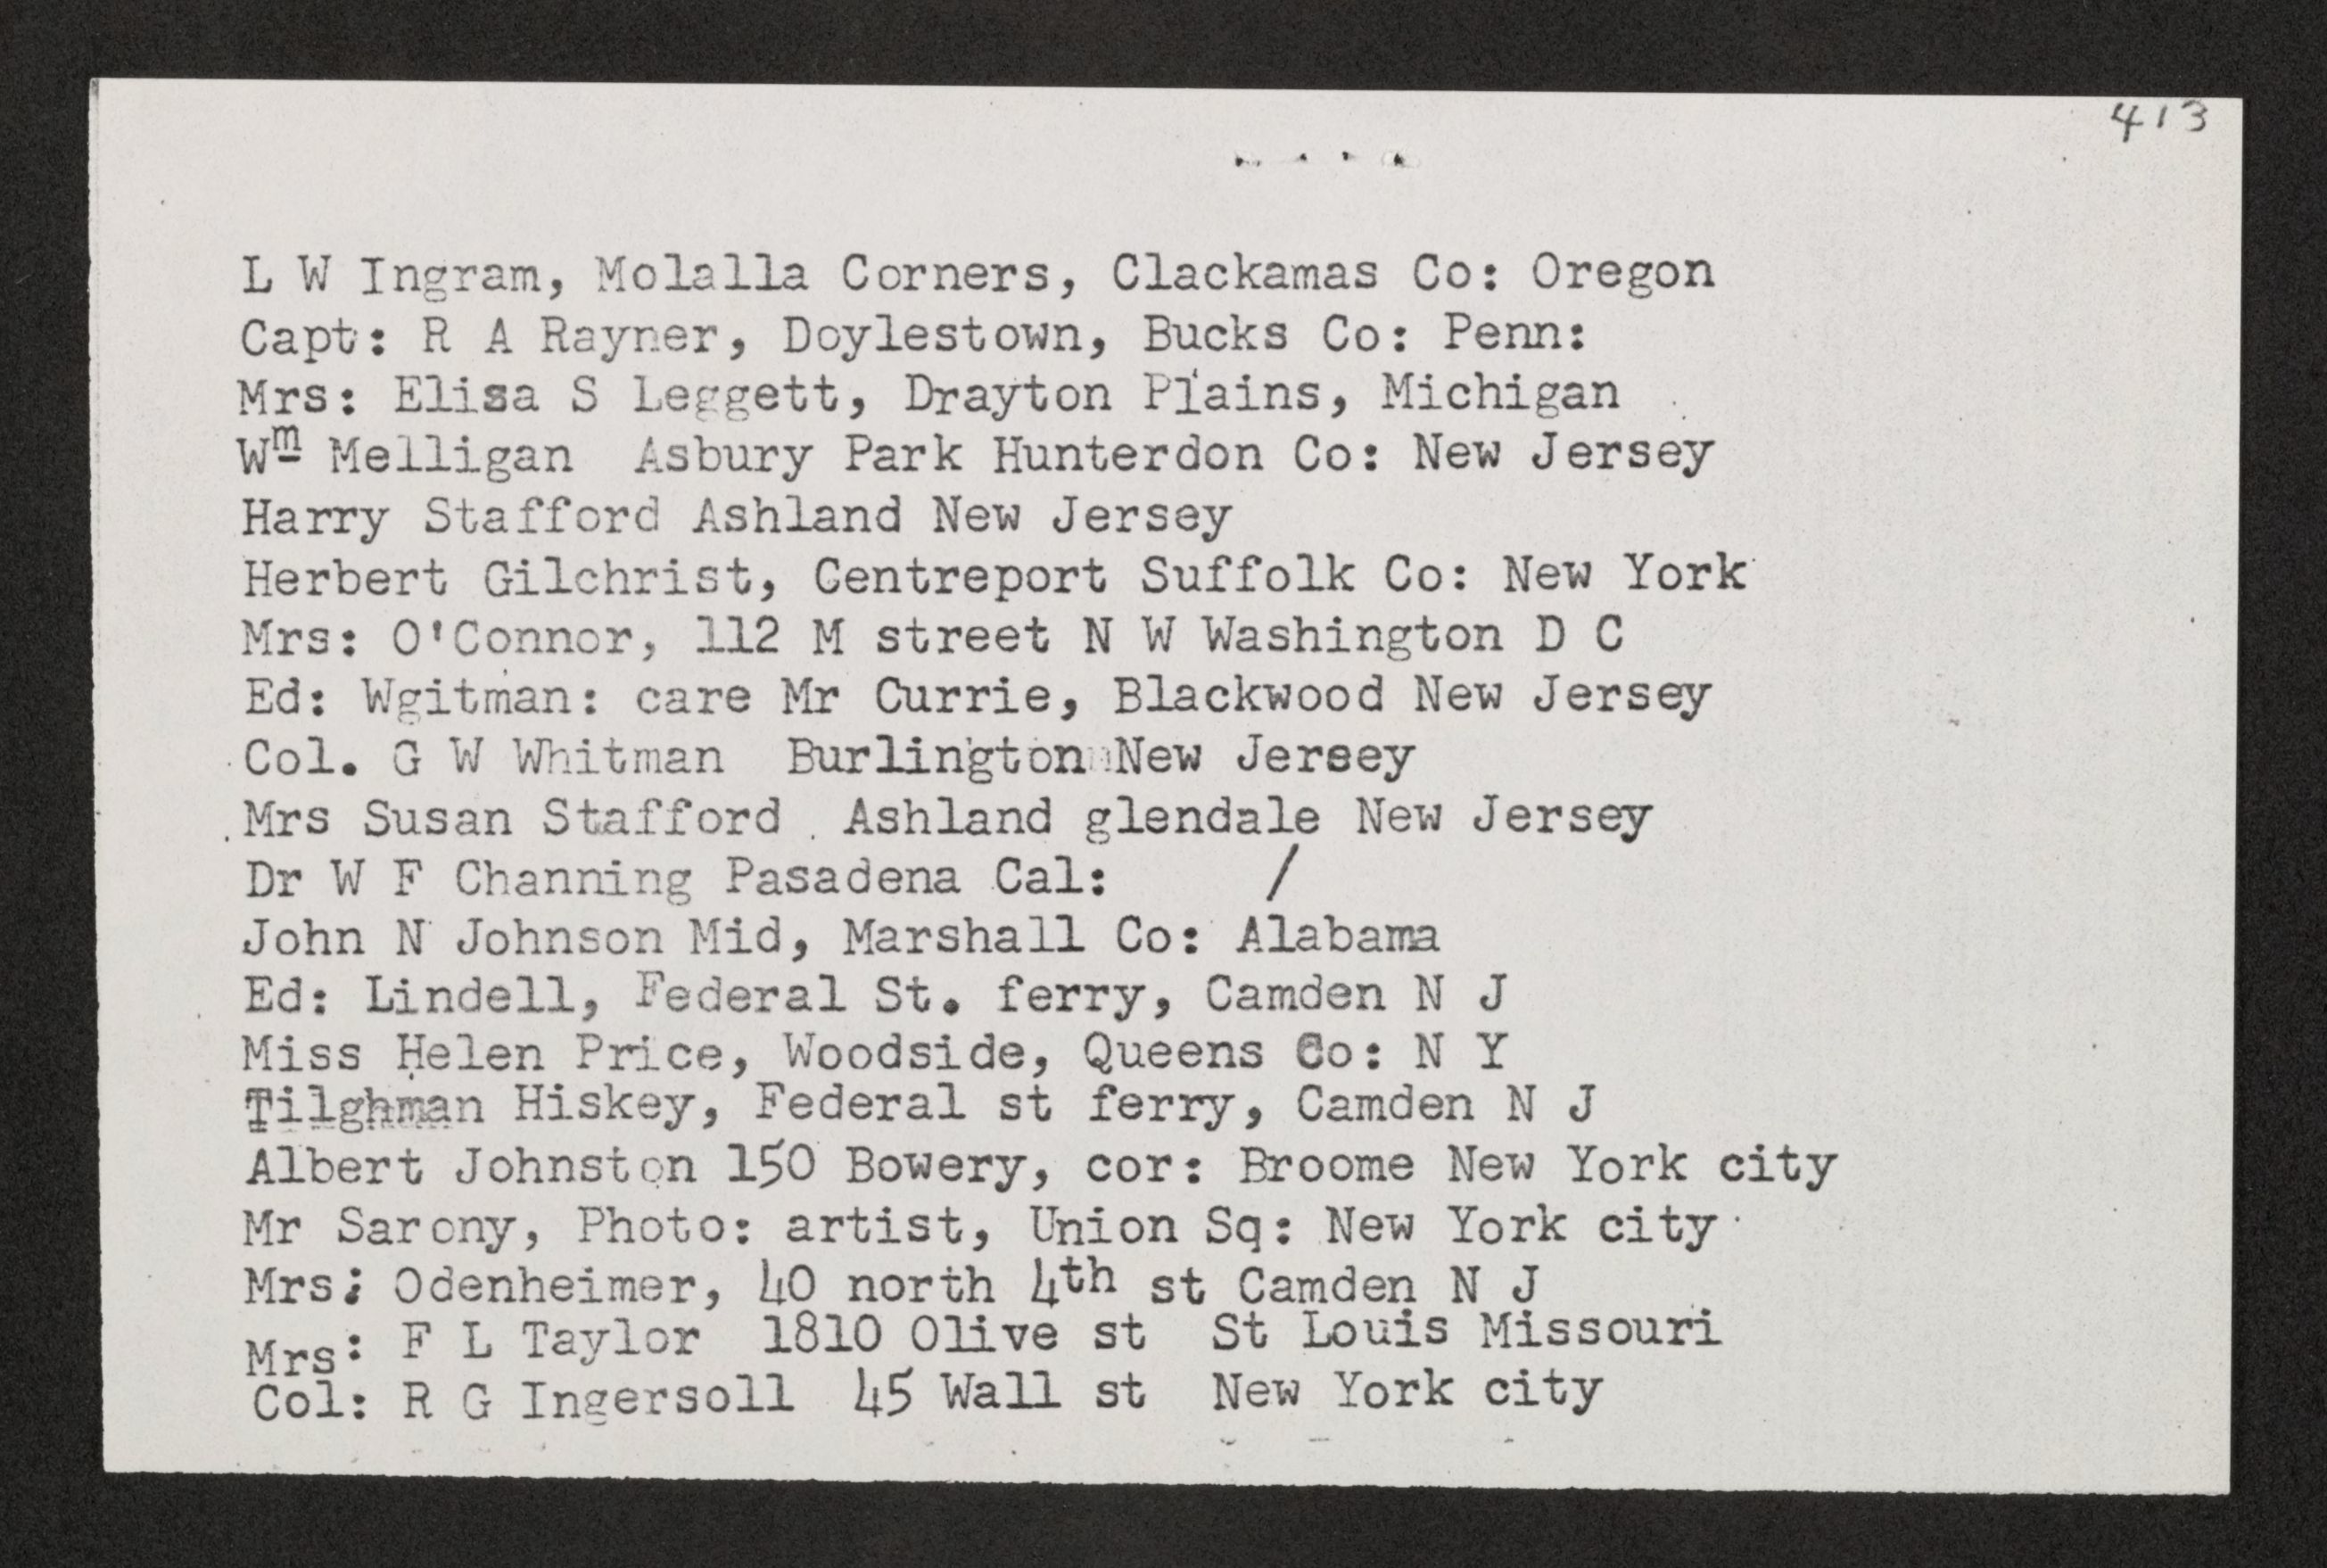 413
L W Ingram, Molalla Corners, Clackamas Co: Oregon
Capt: R A Rayner, Doylestown, Bucks Co: Penn:
Mrs: Elisa S Leggett, Drayton Plains, Michigan
Wm Melligan Asbury Park Hunterdon Co: New Jersey
Harry Stafford Ashland New Jersey
Herbert Gilchrist, Centreport Suffolk Co: New York
Mrs: O'Connor, 112 M street N W Washington D C
Ed: Wgitman: care Mr Currie, Blackwood New Jersey
Col. G W Whitman Burlington New Jersey
Mrs Susan Stafford Ashland glendale New Jersey
Dr W F Channing Pasadena Cal: /
John N Johnson Mid, Marshall Co: Alabama
Ed: Lindell, Federal St. ferry, Camden N J
Miss Helen Price, Woodside, Queens Co: N Y
Tilghman Hiskey, Federal st ferry, Camden N J
Albert Johnston 150 Bowery, cor: Broome New York city
Mr Sarony, Photo: artist, Union Sq: New York city
Mrs: Odenheimer, 40 north 4th st Camden N J
Mrs: F L Taylor 1810 Olive st St Louis Missouri
Col: R G Ingersoll 45 Wall st New York city